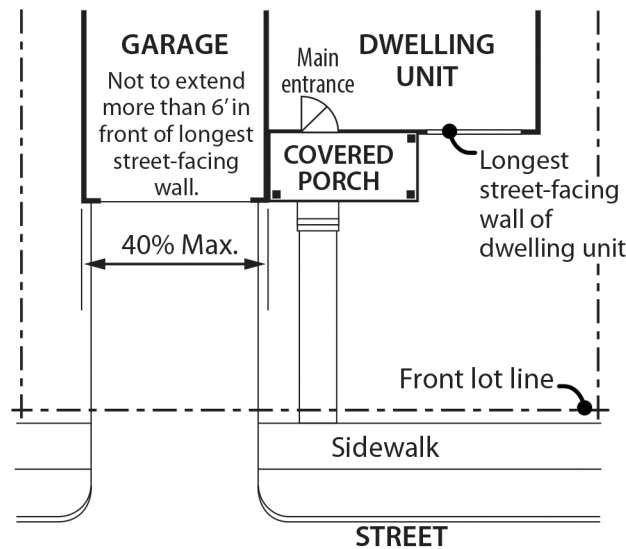 GARAGE
Not to extend
more than 6' in
front of longest
street-facing
wall.
Main
entrance
DWELLING
UNIT
COVERED
PORCH
Longest
street-facing
wall of
dwelling unit
40% Max.
Front lot line
Sidewalk
STREET